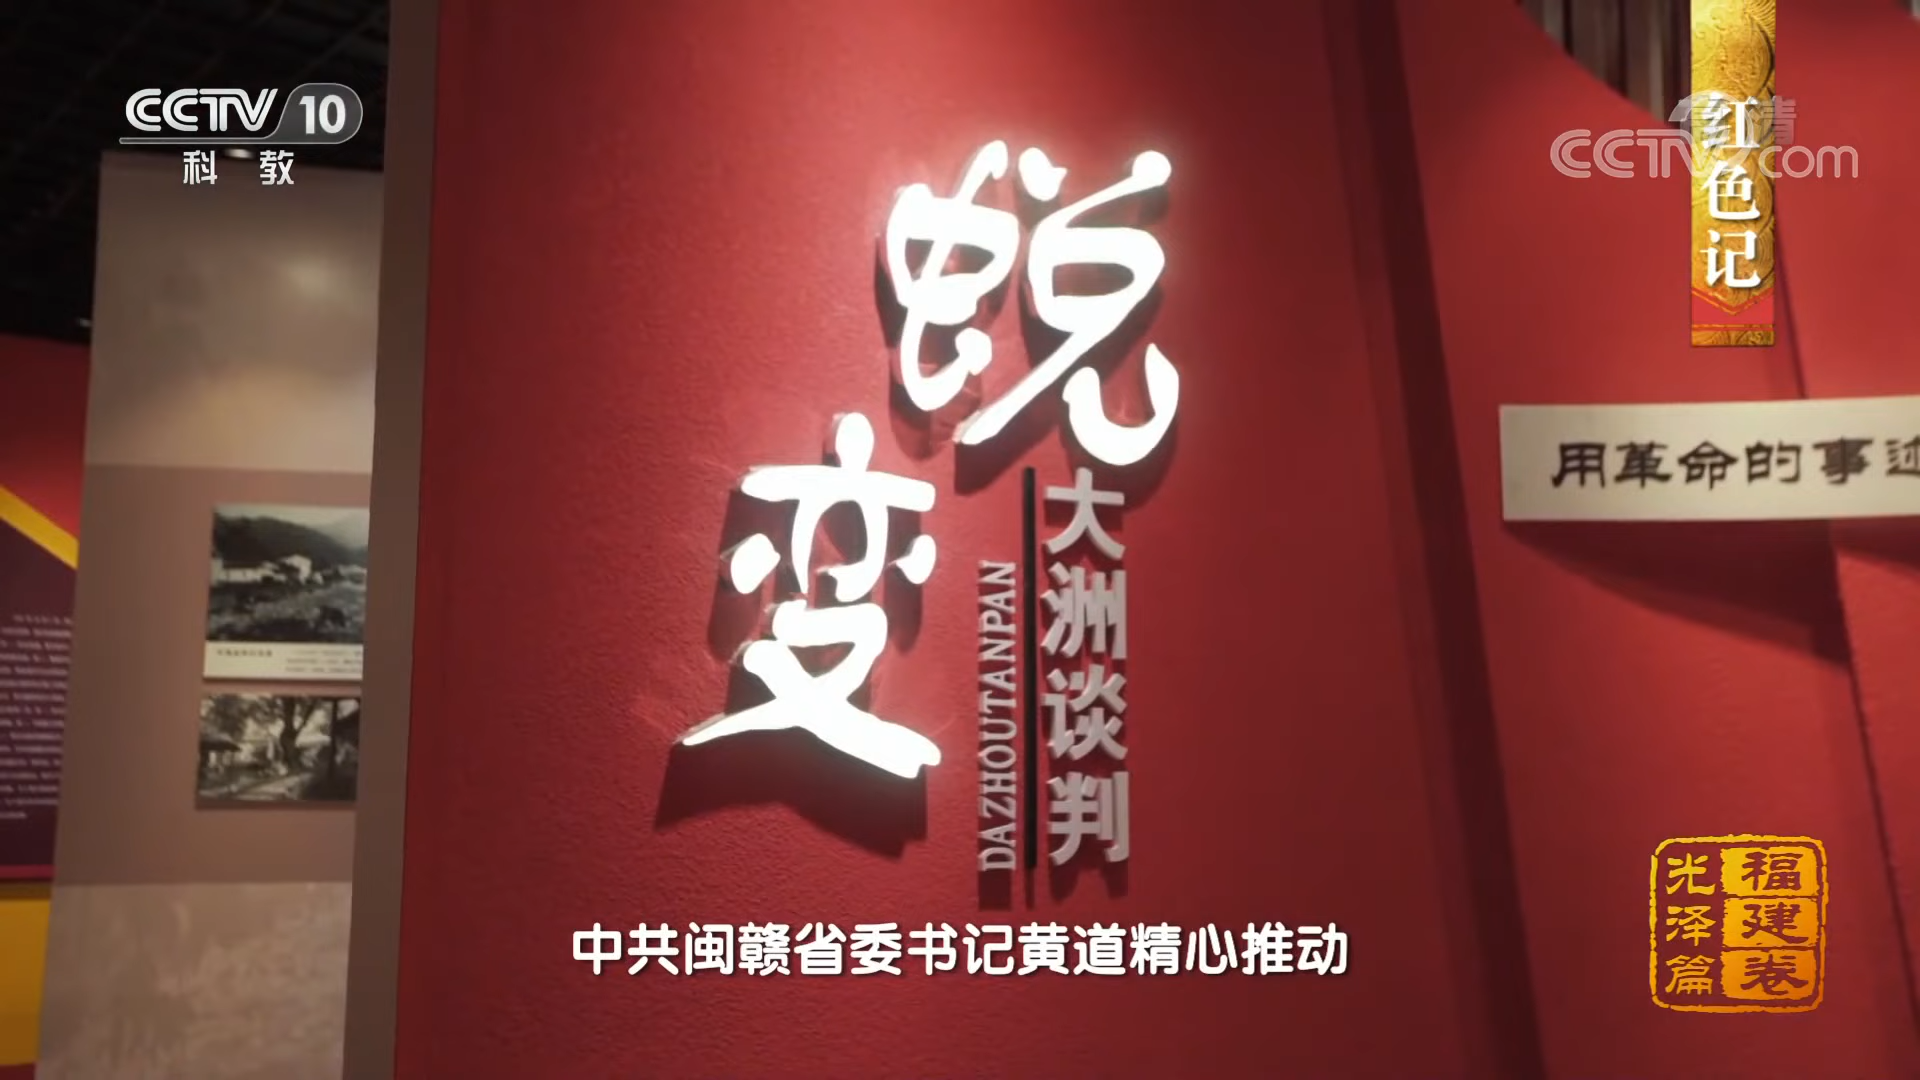 CCTV 10
科教
高清
CCTV.com
红色记
蜕变
大洲谈判
DAZHOUTANPAN
用革命的事迹
中共闽赣省委书记黄道精心推动
福建卷
光泽篇